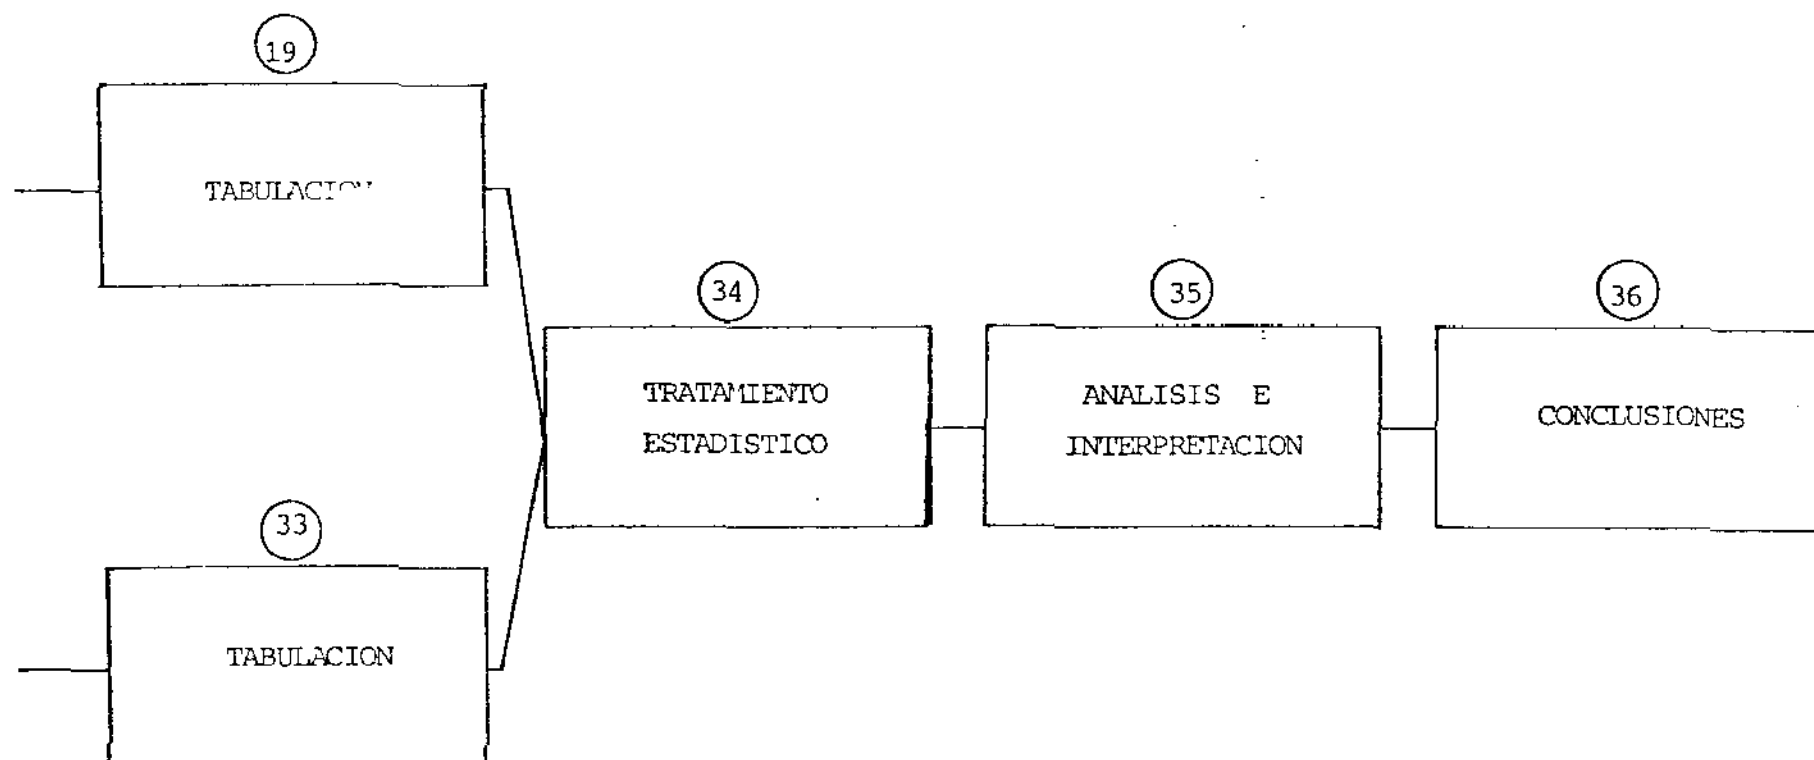 19
TABULACION
34
TRATAMIENTO
ESTADISTICO
35
ANALISIS E
INTERPRETACION
36
CONCLUSIONES
33
TABULACION